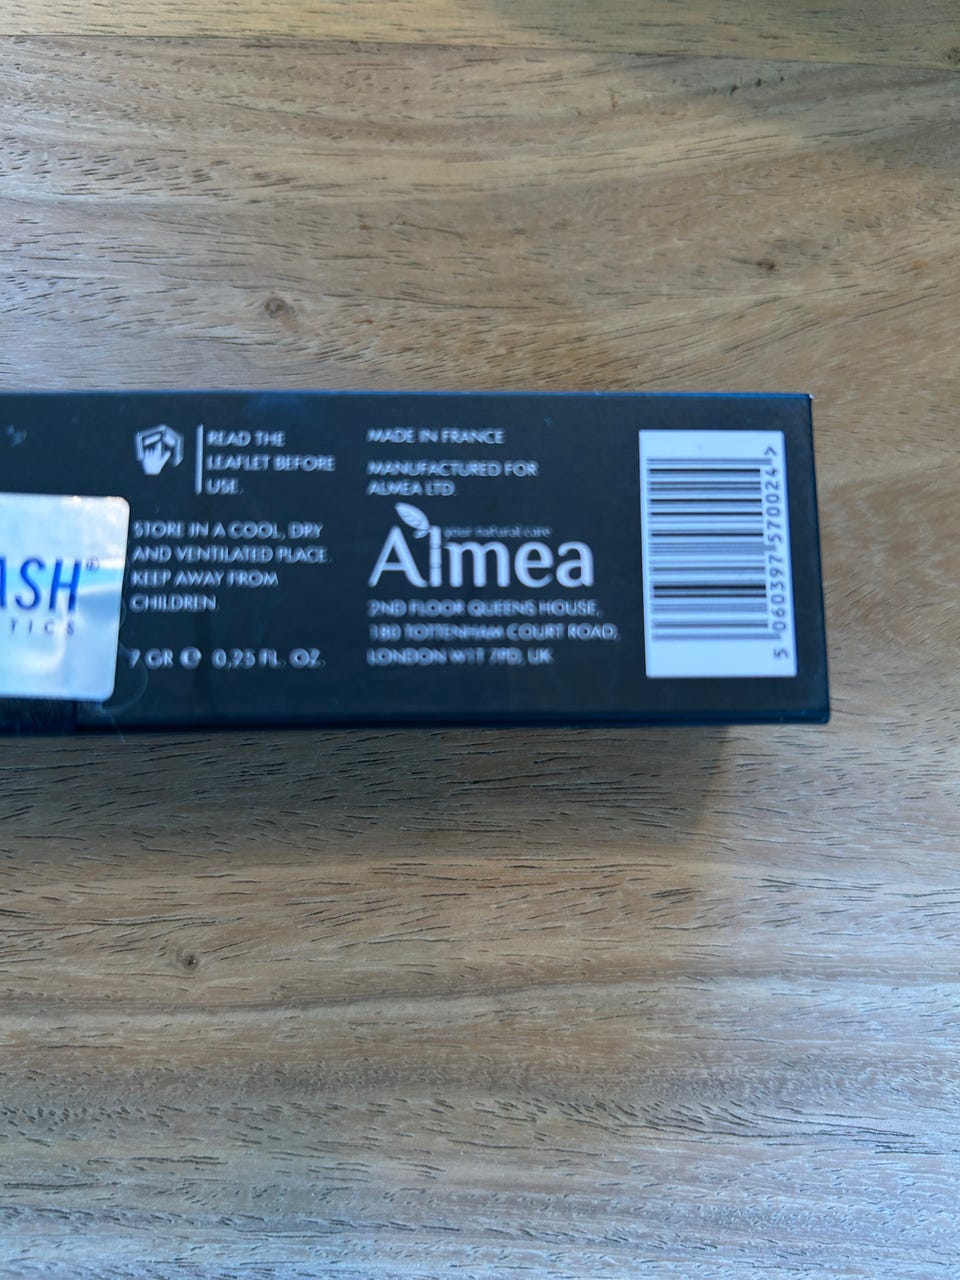 ASH®
TICS
READ THE
LEAFLET BEFORE
USE.
STORE IN A COOL, DRY
AND VENTILATED PLACE.
KEEP AWAY FROM
CHILDREN.
7 GR ℮ 0,25 FL. OZ.
MADE IN FRANCE
MANUFACTURED FOR
ALMEA LTD.
your natural care
Almea
2ND FLOOR QUEENS HOUSE,
180 TOTTENHAM COURT ROAD,
LONDON W1T 7PD, UK
5 060397 570024 >